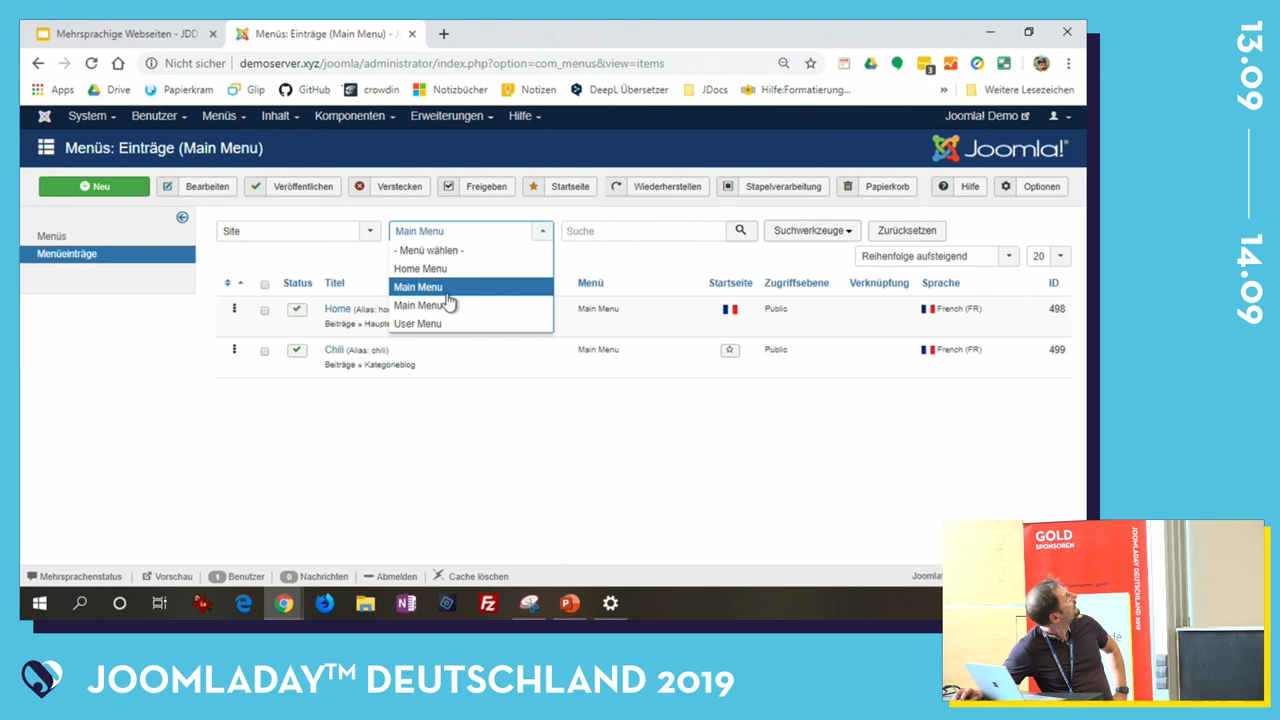 Mehrsprachige Webseiten - JDD
Menüs: Einträge (Main Menu) - J
Nicht sicher
demoserver.xyz/joomla/administrator/index.php?option=com_menus&view=items
3
Apps
Drive
Papierkram
Glip
GitHub
crowdin
Notizbücher
Notizen
DeepL Übersetzer
JDocs
Hilfe:Formatierung...
»
Weitere Lesezeichen
System
Benutzer
Menüs
Inhalt
Komponenten
Erweiterungen
Hilfe
Joomla! Demo
Menüs: Einträge (Main Menu)
Joomla!®
Neu
Bearbeiten
Veröffentlichen
Verstecken
Freigeben
Startseite
Wiederherstellen
Stapelverarbeitung
Papierkorb
Hilfe
Optionen
Menüs
Menüeinträge
Site
Main Menu
Suche
Suchwerkzeuge
Zurücksetzen
- Menü wählen -
Home Menu
Main Menu
Main Menu
User Menu
Reihenfolge aufsteigend
20
Status
Titel
Menü
Startseite
Zugriffsebene
Verknüpfung
Sprache
ID
Home (Alias: ho
Beiträge » Haupt
Main Menu
Public
French (FR)
498
Chili (Alias: chili)
Beiträge » Kategorieblog
Main Menu
Public
French (FR)
499
Mehrsprachenstatus
Vorschau
1 Benutzer
0 Nachrichten
Abmelden
Cache löschen
Joomla!
13.09
14.09
GOLD
SPONSOREN
JOOMLADAY DEUTSCHLAND 2019
JOOMLADAY™ DEUTSCHLAND 2019